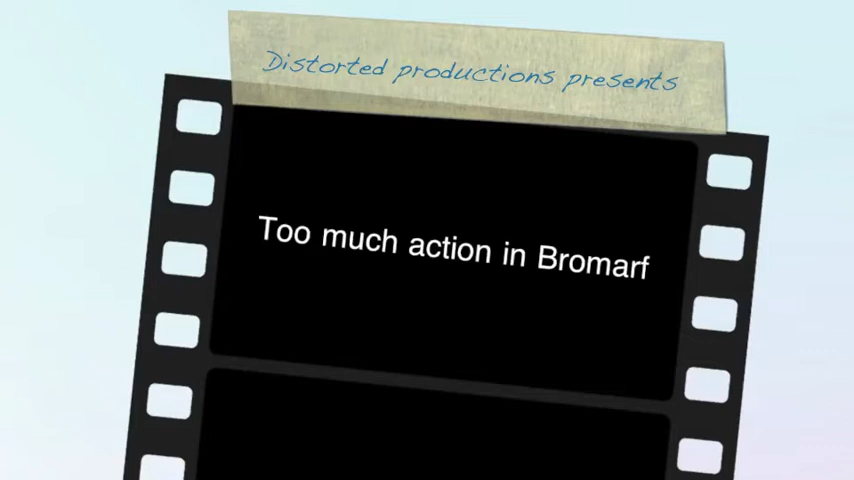 Distorted productions presents
Too much action in Bromarf